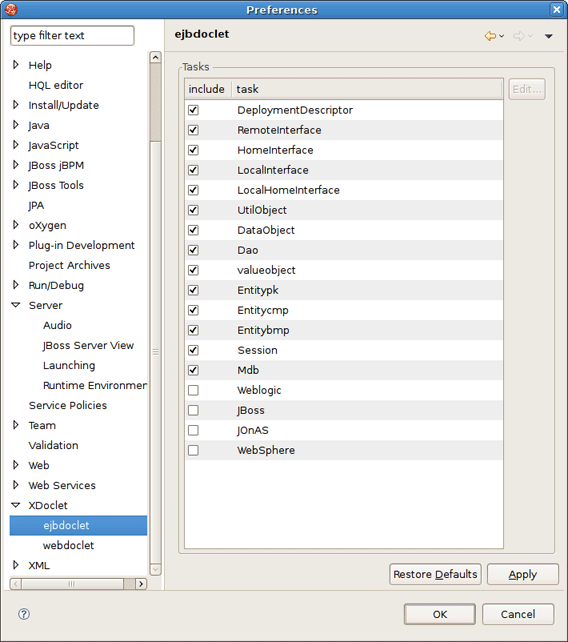 Preferences
type filter text
Help
HQL editor
Install/Update
Java
JavaScript
JBoss jBPM
JBoss Tools
JPA
oXygen
Plug-in Development
Project Archives
Run/Debug
Server
Audio
JBoss Server View
Launching
Runtime Environmen
Service Policies
Team
Validation
Web
Web Services
XDoclet
ejbdoclet
webdoclet
XML
ejbdoclet
Tasks
include task
DeploymentDescriptor
RemoteInterface
HomeInterface
LocalInterface
LocalHomeInterface
UtilObject
DataObject
Dao
valueobject
Entitypk
Entitycmp
Entitybmp
Session
Mdb
Weblogic
JBoss
JOnAS
WebSphere
Edit...
Restore Defaults
Apply
?
OK
Cancel